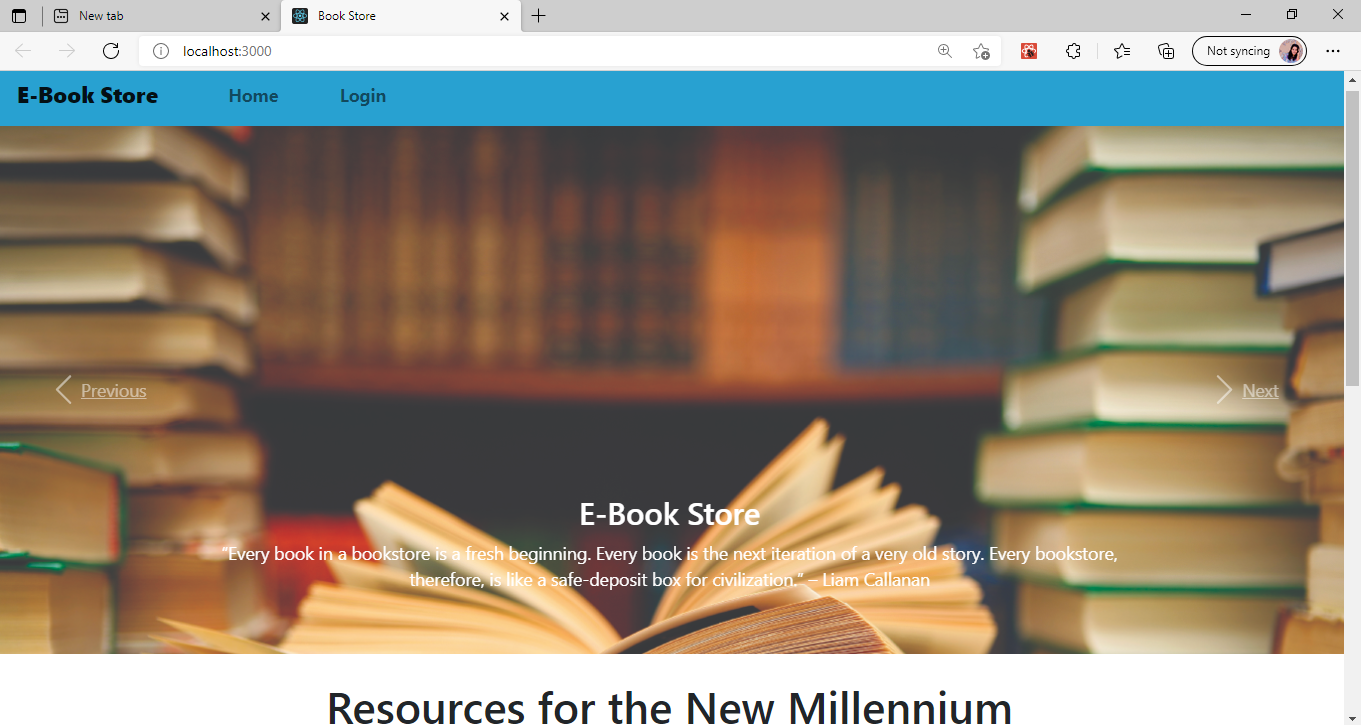 New tab
Book Store
localhost:3000
Not syncing
E-Book Store
Home
Login
Previous
Next
E-Book Store
“Every book in a bookstore is a fresh beginning. Every book is the next iteration of a very old story. Every bookstore,
therefore, is like a safe-deposit box for civilization.” – Liam Callanan
Resources for the New Millennium